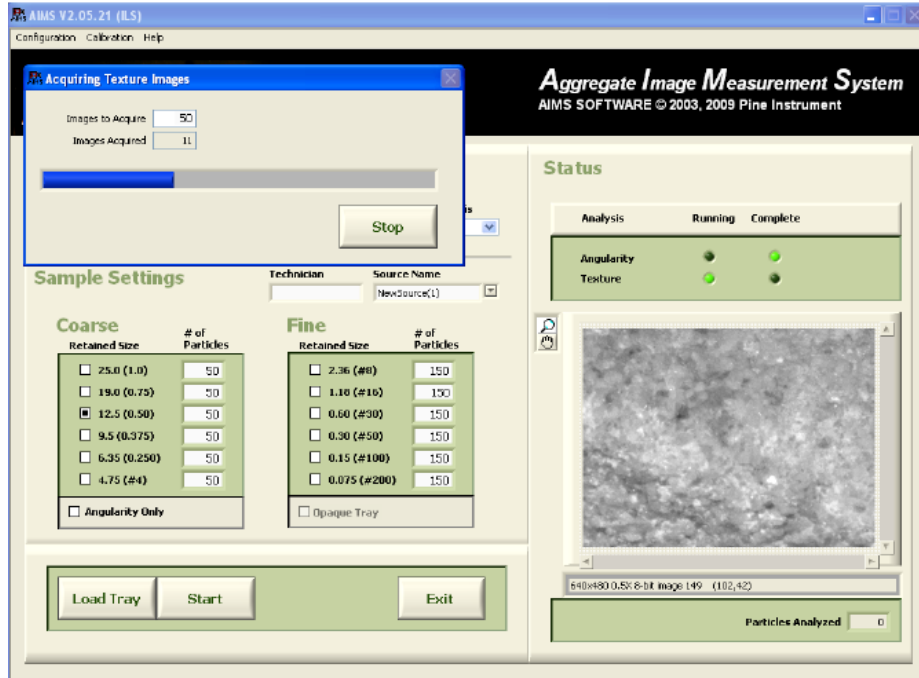 AIMS V2.05.21 (ILS)
Configuration Calibration Help
Acquiring Texture Images
Images to Acquire 50
Images Acquired 11
Stop
Aggregate Image Measurement System
AIMS SOFTWARE © 2003, 2009 Pine Instrument
Status
Analysis Running Complete
Angularity
Texture
Sample Settings
Technician Source Name
NewSource(1)
Coarse
Retained Size # of Particles
25.0 (1.0) 50
19.0 (0.75) 50
12.5 (0.50) 50
9.5 (0.375) 50
6.35 (0.250) 50
4.75 (#4) 50
Angularity Only
Fine
Retained Size # of Particles
2.36 (#8) 150
1.18 (#16) 150
0.60 (#30) 150
0.30 (#50) 150
0.15 (#100) 150
0.075 (#200) 150
Opaque Tray
Load Tray Start Exit
640x480 0.5X 8-bit image 149 (102,42)
Particles Analyzed 0